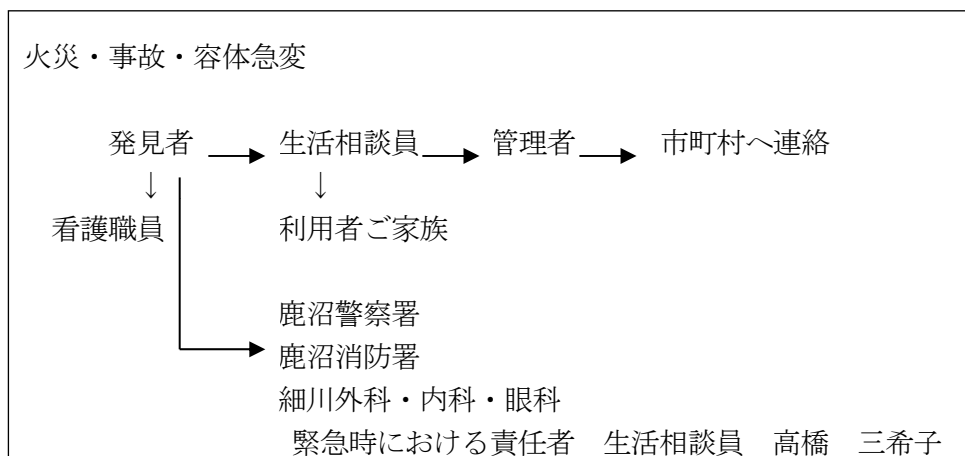 火災・事故・容体急変
発見者 → 生活相談員 → 管理者 → 市町村へ連絡
↓ ↓
看護職員 利用者ご家族
鹿沼警察署
鹿沼消防署
細川外科・内科・眼科
緊急時における責任者 生活相談員 高橋 三希子